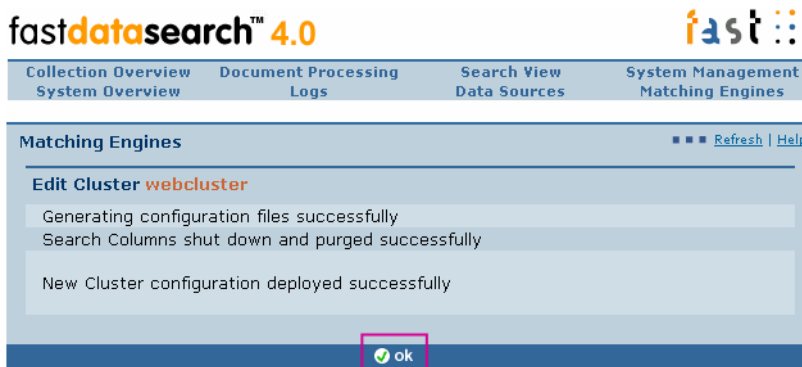 fastdatasearch™ 4.0 fast
Collection Overview Document Processing Search View System Management
System Overview Logs Data Sources Matching Engines
Matching Engines Refresh | Help
Edit Cluster webcluster
Generating configuration files successfully
Search Columns shut down and purged successfully
New Cluster configuration deployed successfully
ok